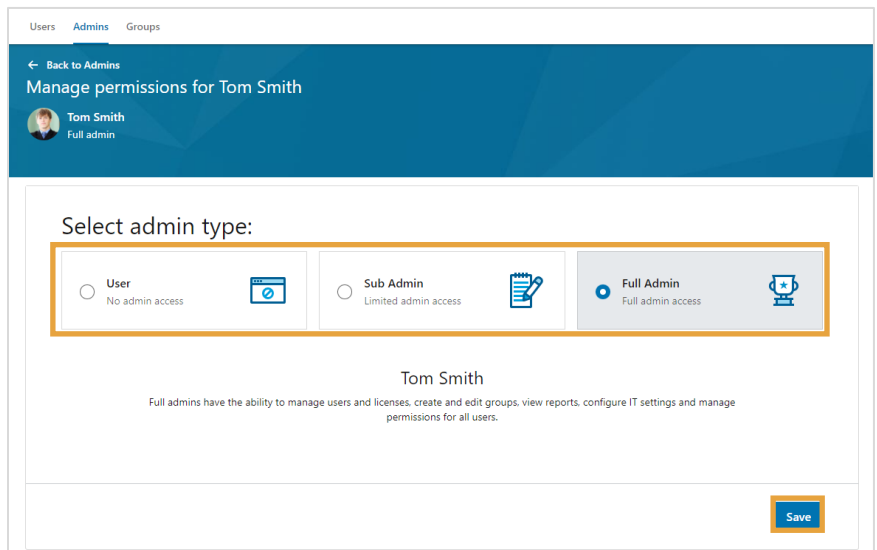 Users Admins Groups
← Back to Admins
Manage permissions for Tom Smith
Tom Smith
Full admin
Select admin type:
User
No admin access
Sub Admin
Limited admin access
Full Admin
Full admin access
Tom Smith
Full admins have the ability to manage users and licenses, create and edit groups, view reports, configure IT settings and manage
permissions for all users.
Save